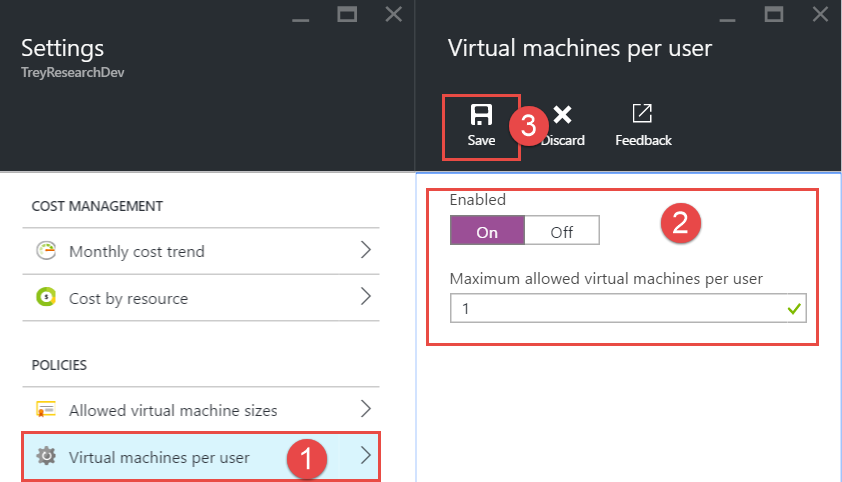 Settings
TreyResearchDev
COST MANAGEMENT
Monthly cost trend
Cost by resource
POLICIES
Allowed virtual machine sizes
Virtual machines per user
1
Virtual machines per user
Save
3
Discard
Feedback
Enabled
On
Off
2
Maximum allowed virtual machines per user
1